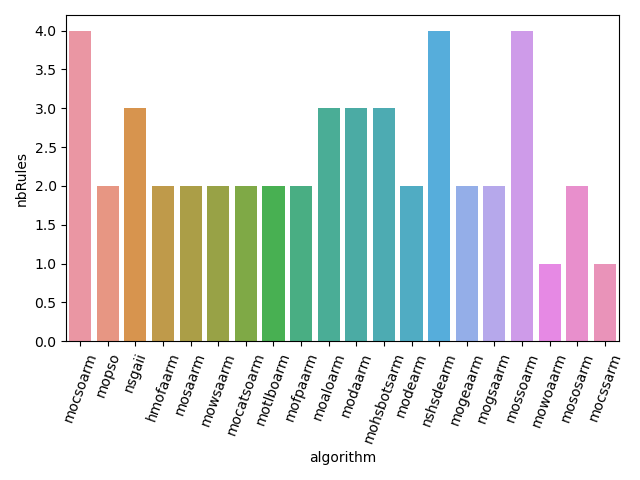 4.0
3.5
3.0
2.5
2.0
1.5
1.0
0.5
0.0
nbRules
mocsoarm
mopso
nsgaii
hmofaarm
mosaarm
mowsaarm
mocatsoarm
motlboarm
mofpaarm
moaloarm
modaarm
mohsbotsarm
modearm
nshsdearm
mogeaarm
mogsaarm
mossoarm
mowoaarm
mososarm
mocssarm
algorithm